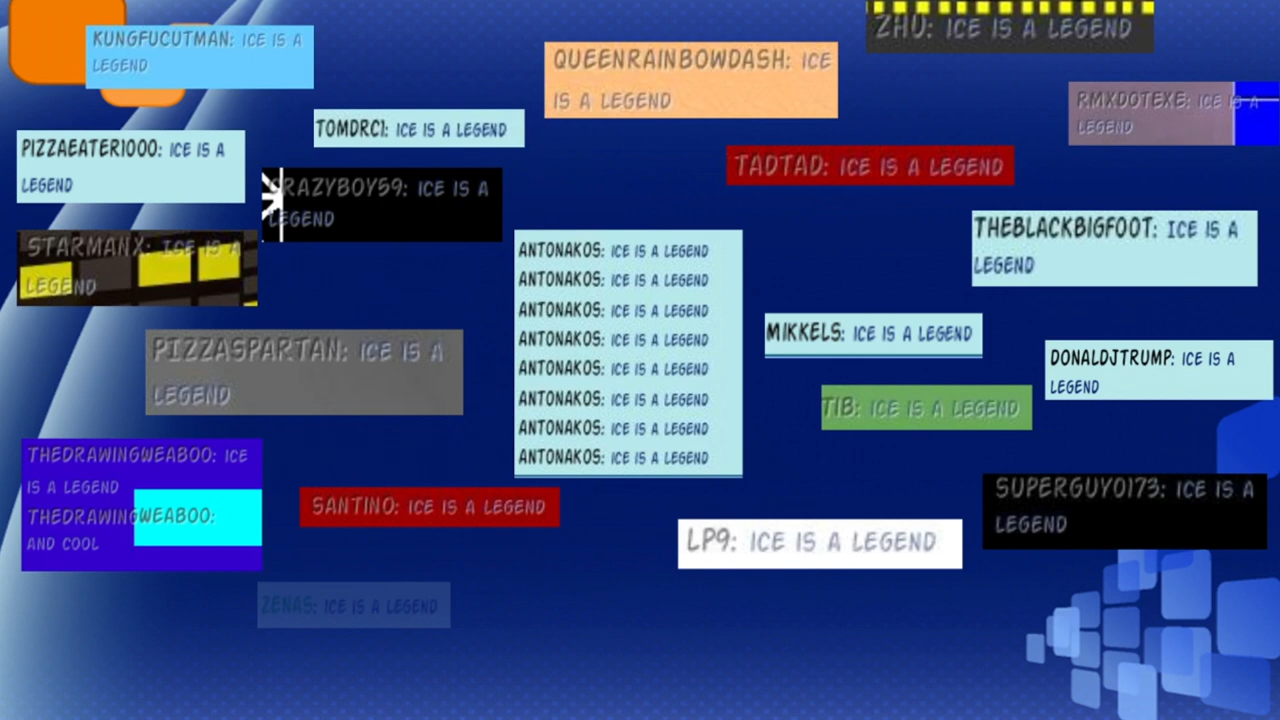 KUNGFUCUTMAN: ICE IS A
LEGEND
QUEENRAINBOWDASH: ICE
IS A LEGEND
ZHU: ICE IS A LEGEND
RMXDOTEXE: ICE IS A
LEGEND
TOMDRC1: ICE IS A LEGEND
PIZZAEATER1000: ICE IS A
LEGEND
TADTAD: ICE IS A LEGEND
CRAZYBOY59: ICE IS A
LEGEND
THEBLACKBIGFOOT: ICE IS A
LEGEND
STARMANX: ICE IS A
LEGEND
ANTONAKOS: ICE IS A LEGEND
ANTONAKOS: ICE IS A LEGEND
ANTONAKOS: ICE IS A LEGEND
ANTONAKOS: ICE IS A LEGEND
ANTONAKOS: ICE IS A LEGEND
ANTONAKOS: ICE IS A LEGEND
ANTONAKOS: ICE IS A LEGEND
ANTONAKOS: ICE IS A LEGEND
MIKKELS: ICE IS A LEGEND
PIZZASPARTAN: ICE IS A
LEGEND
DONALDJTRUMP: ICE IS A
LEGEND
TIB: ICE IS A LEGEND
THEDRAWINGWEABOO: ICE
IS A LEGEND
THEDRAWINGWEABOO:
AND COOL
SANTINO: ICE IS A LEGEND
SUPERGUY0173: ICE IS A
LEGEND
LP9: ICE IS A LEGEND
ZENAS: ICE IS A LEGEND